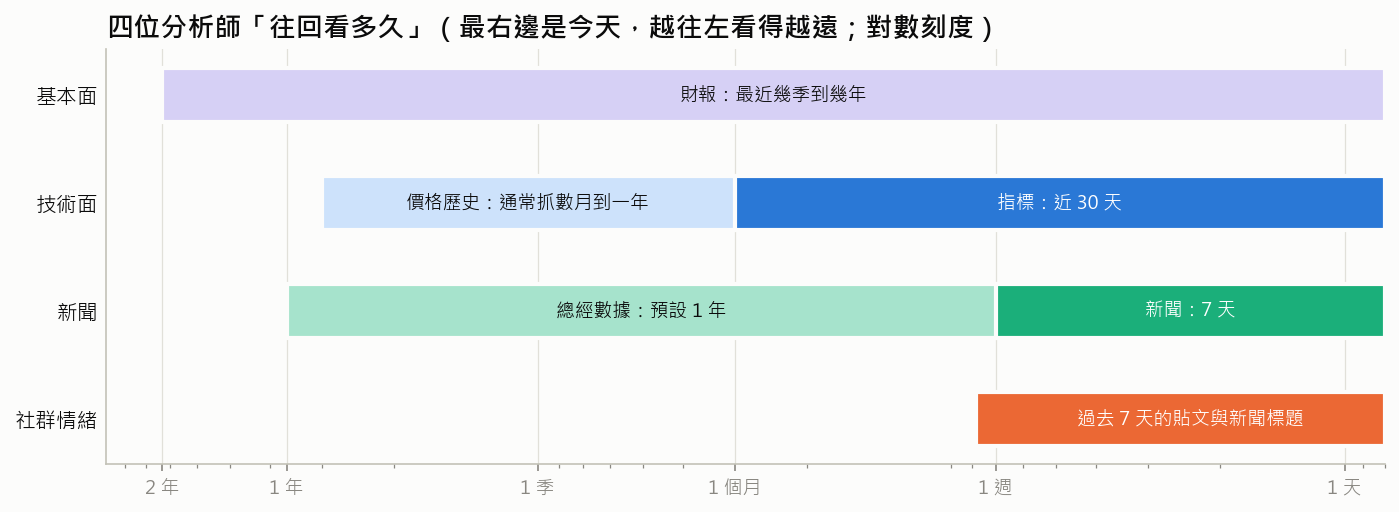 四位分析師「往回看多久」（最右邊是今天，越往左看得越遠；對數刻度）
基本面
財報：最近幾季到幾年
技術面
價格歷史：通常抓數月到一年
指標：近 30 天
新聞
總經數據：預設 1 年
新聞：7 天
社群情緒
過去 7 天的貼文與新聞標題
2 年
1 年
1 季
1 個月
1 週
1 天